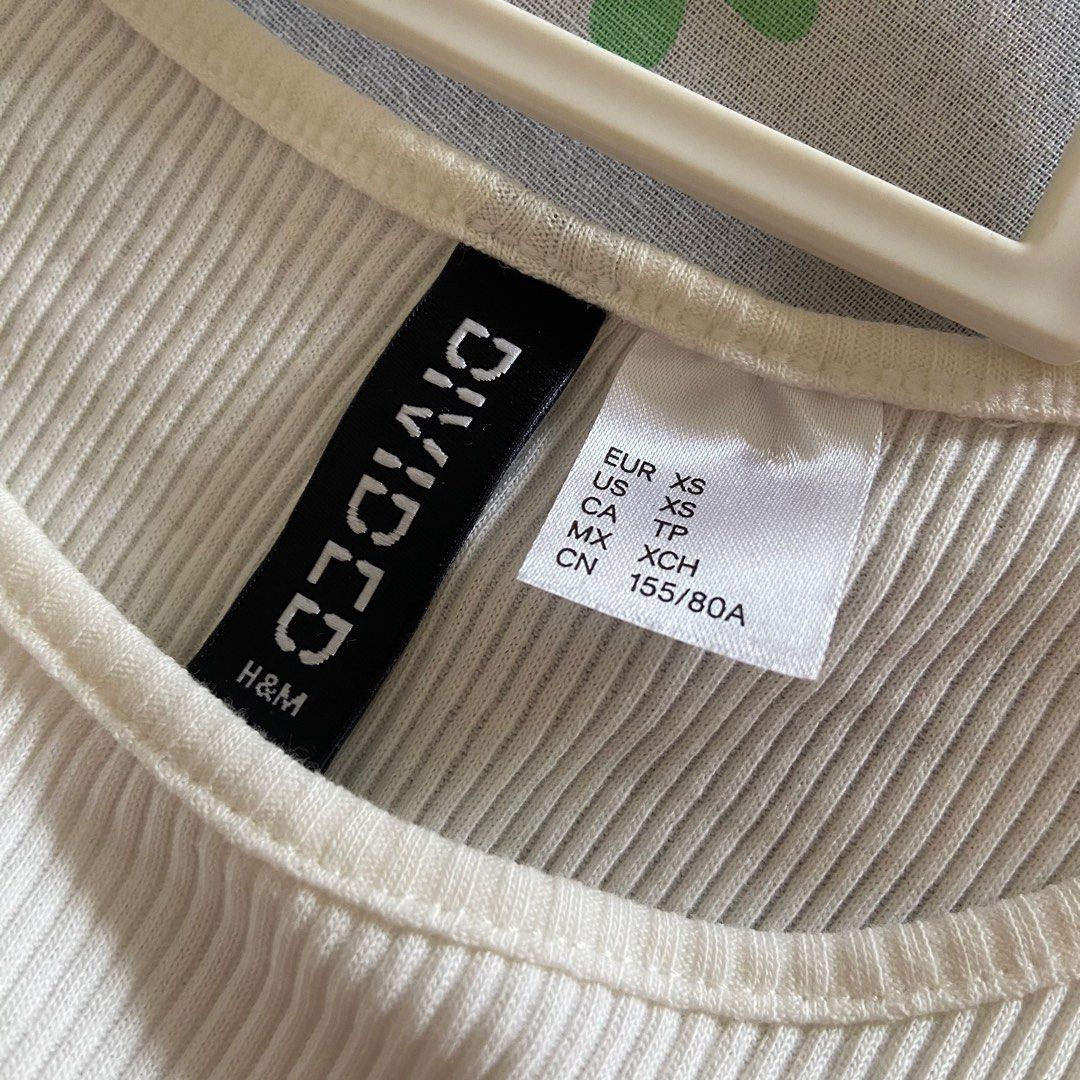 DIVIDED
H&M
EUR XS
US XS
CA TP
MX XCH
CN 155/80A